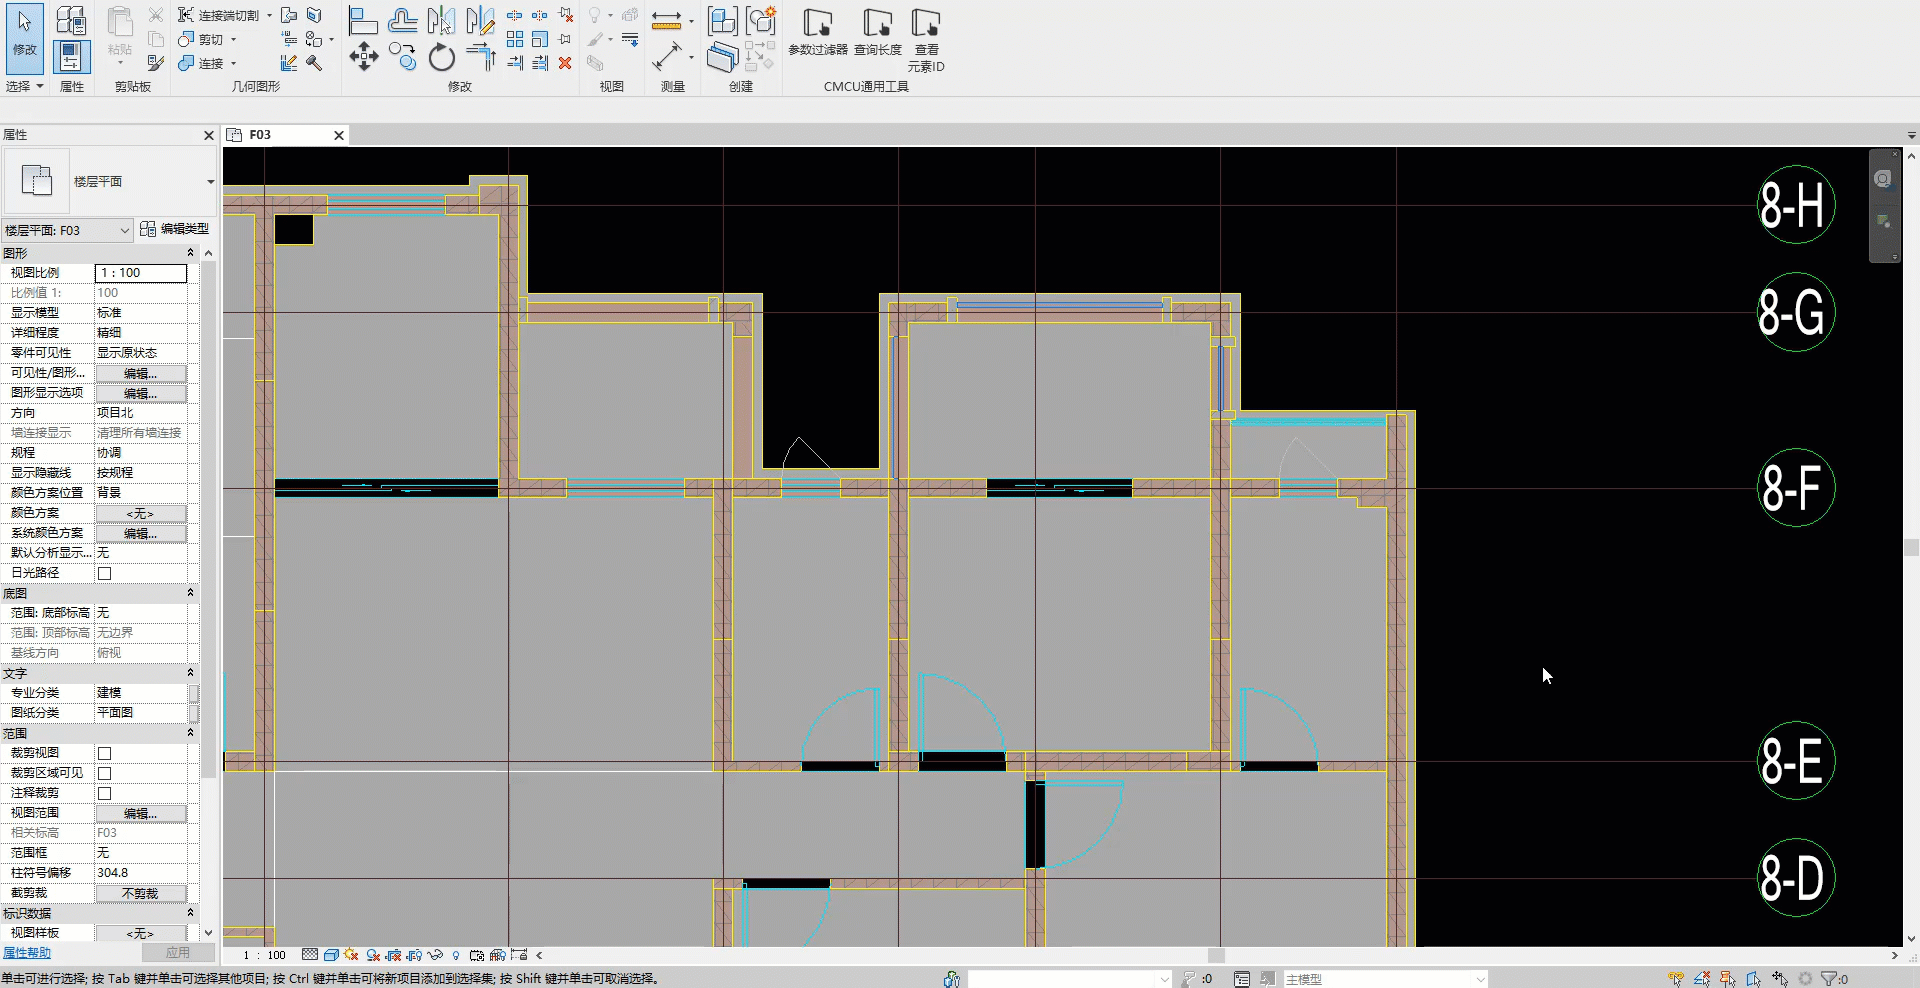 修改
粘贴
连接端切割
剪切
连接
参数过滤器
查询长度
查看
元素ID
选择
属性
剪贴板
几何图形
修改
视图
测量
创建
CMCU通用工具
属性
F03
楼层平面
楼层平面: F03
编辑类型
图形
视图比例
1 : 100
比例值 1:
100
显示模型
标准
详细程度
精细
零件可见性
显示原状态
可见性/图形...
编辑...
图形显示选项
编辑...
方向
项目北
墙连接显示
清理所有墙连接
规程
协调
显示隐藏线
按规程
颜色方案位置
背景
颜色方案
<无>
系统颜色方案
编辑...
默认分析显示...
无
日光路径
底图
范围: 底部标高
无
范围: 顶部标高
无边界
基线方向
俯视
文字
专业分类
建模
图纸分类
平面图
范围
裁剪视图
裁剪区域可见
注释裁剪
视图范围
编辑...
相关标高
F03
范围框
无
柱符号偏移
304.8
截剪裁
不剪裁
标识数据
视图样板
<无>
属性帮助
应用
8-H
8-G
8-F
8-E
8-D
1 : 100
单击可进行选择; 按 Tab 键并单击可选择其他项目; 按 Ctrl 键并单击可将新项目添加到选择集; 按 Shift 键并单击可取消选择。
:0
主模型
:0